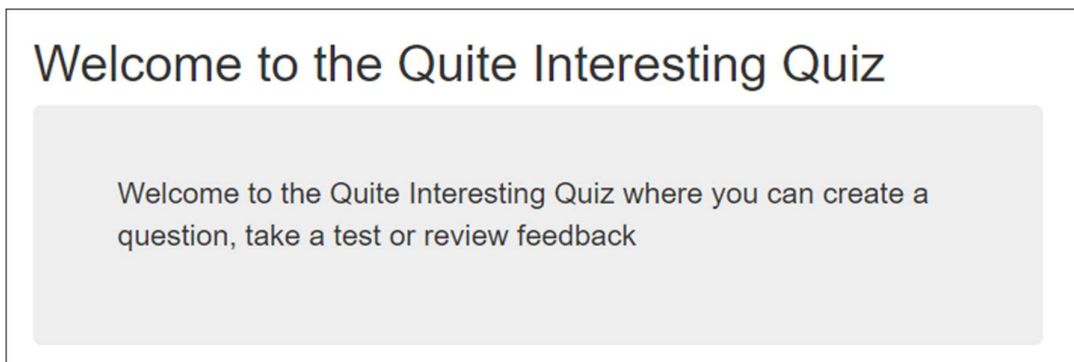 Welcome to the Quite Interesting Quiz
Welcome to the Quite Interesting Quiz where you can create a
question, take a test or review feedback